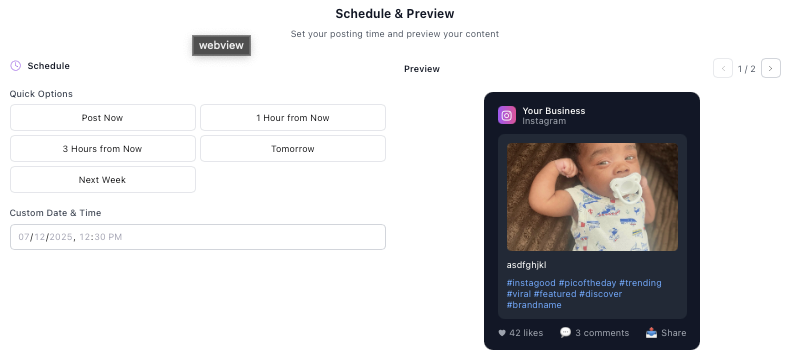 Schedule & Preview
Set your posting time and preview your content
webview
Schedule
Quick Options
Post Now
1 Hour from Now
3 Hours from Now
Tomorrow
Next Week
Custom Date & Time
07/12/2025, 12:30 PM
Preview
1 / 2
Your Business
Instagram
asdfghjkl
#instagood #picoftheday #trending
#viral #featured #discover
#brandname
42 likes
3 comments
Share